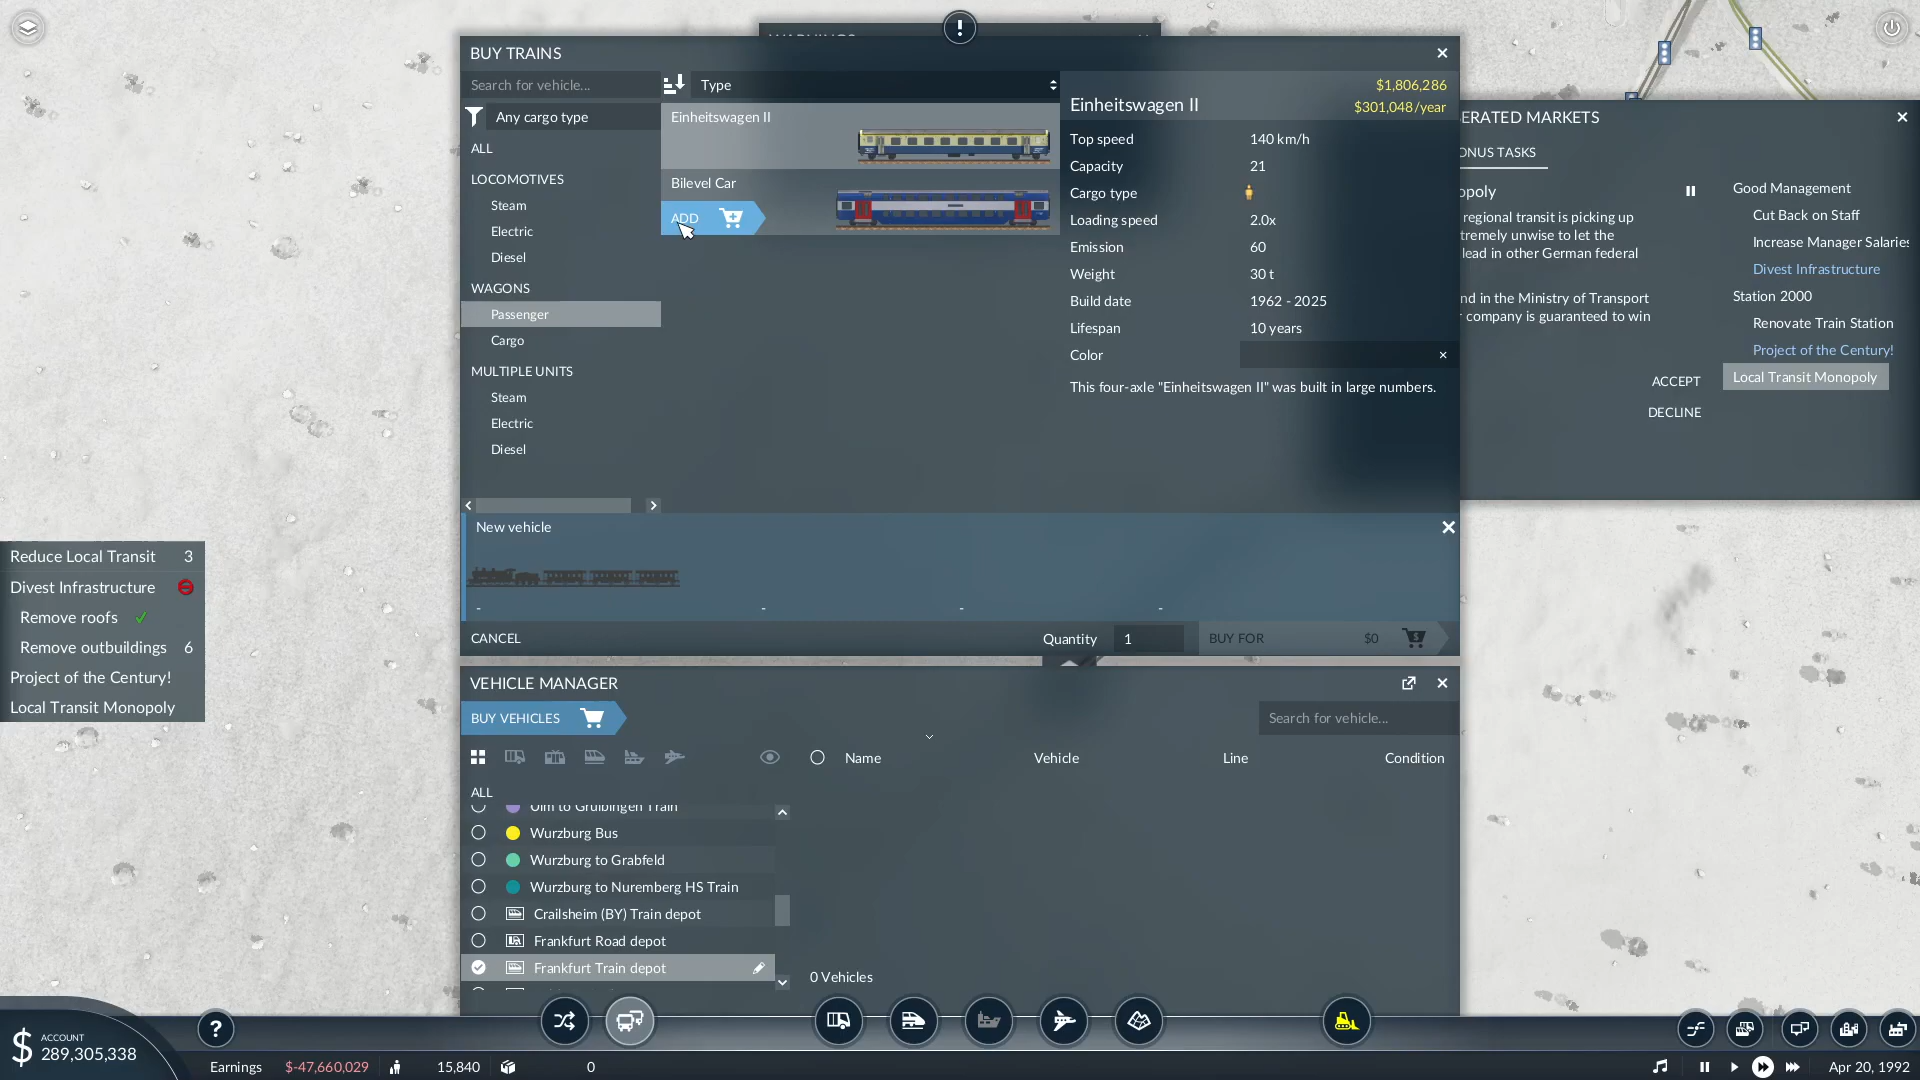 BUY TRAINS
Search for vehicle...
Type
Any cargo type
ALL
LOCOMOTIVES
Steam
Electric
Diesel
WAGONS
Passenger
Cargo
MULTIPLE UNITS
Steam
Electric
Diesel
Einheitswagen II
Bilevel Car
ADD
$1,806,286
Einheitswagen II
$301,048/year
Top speed 140 km/h
Capacity 21
Cargo type
Loading speed 2.0x
Emission 60
Weight 30 t
Build date 1962 - 2025
Lifespan 10 years
Color
This four-axle "Einheitswagen II" was built in large numbers.
New vehicle
- - - -
CANCEL
Quantity 1
BUY FOR $0
ERATED MARKETS
ONUS TASKS
opoly
regional transit is picking up
tremely unwise to let the
lead in other German federal
nd in the Ministry of Transport
company is guaranteed to win
ACCEPT
DECLINE
Good Management
Cut Back on Staff
Increase Manager Salaries
Divest Infrastructure
Station 2000
Renovate Train Station
Project of the Century!
Local Transit Monopoly
Reduce Local Transit 3
Divest Infrastructure
Remove roofs
Remove outbuildings 6
Project of the Century!
Local Transit Monopoly
VEHICLE MANAGER
BUY VEHICLES
Search for vehicle...
Name Vehicle Line Condition
ALL
Ulm to Gruibingen Train
Wurzburg Bus
Wurzburg to Grabfeld
Wurzburg to Nuremberg HS Train
Crailsheim (BY) Train depot
Frankfurt Road depot
Frankfurt Train depot
0 Vehicles
ACCOUNT
$ 289,305,338
?
Earnings $-47,660,029 15,840 0
Apr 20, 1992